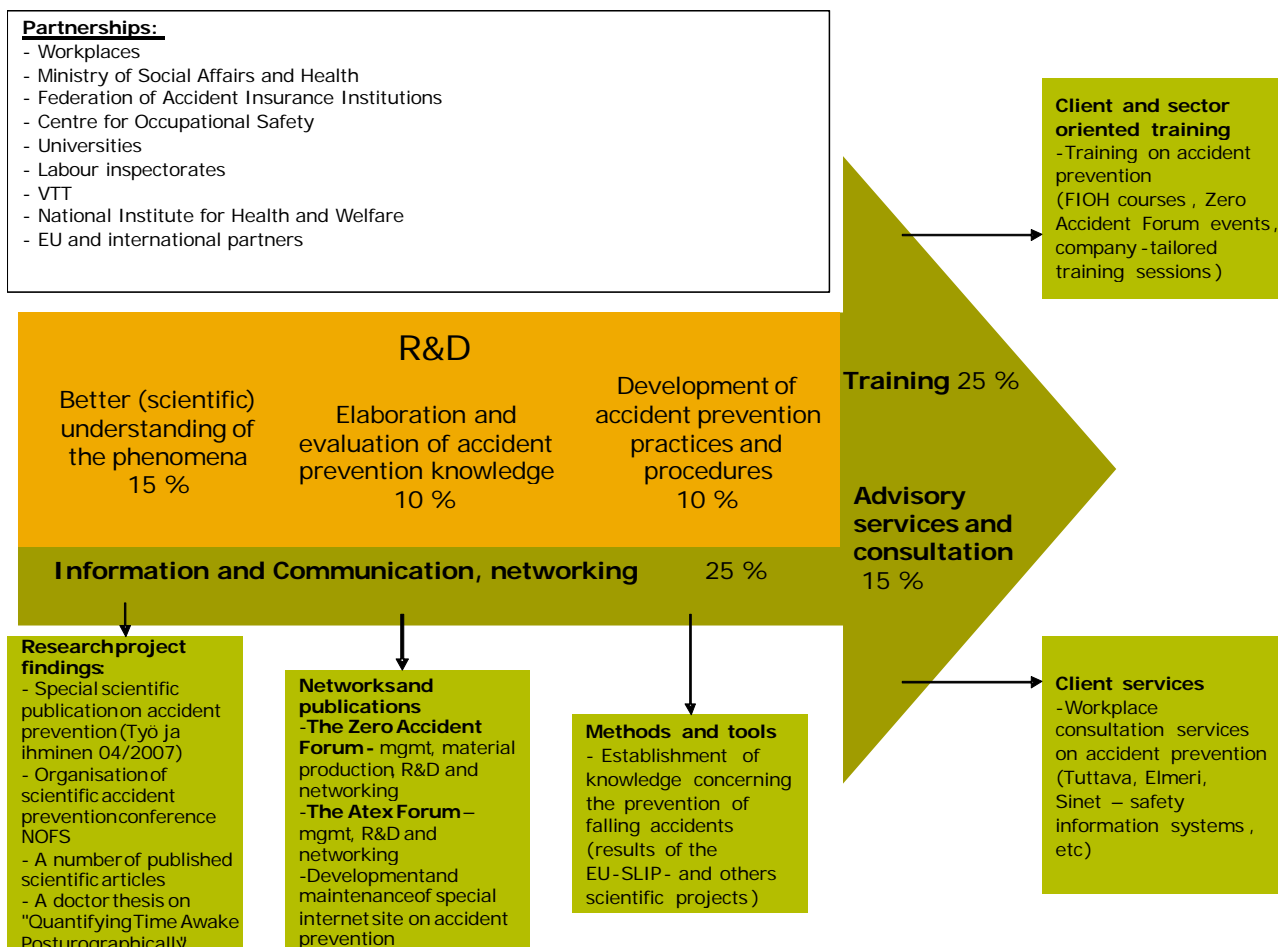 Partnerships:
- Workplaces
- Ministry of Social Affairs and Health
- Federation of Accident Insurance Institutions
- Centre for Occupational Safety
- Universities
- Labour inspectorates
- VTT
- National Institute for Health and Welfare
- EU and international partners
Client and sector
oriented training
-Training on accident
prevention
(FIOH courses , Zero
Accident Forum events ,
company -tailored
training sessions )
R&D
Better (scientific)
understanding of
the phenomena
15 %
Elaboration and
evaluation of accident
prevention knowledge
10 %
Development of
accident prevention
practices and
procedures
10 %
Training 25 %
Advisory
services and
consultation
15 %
Information and Communication, networking 25 %
Research project
findings:
- Special scientific
publication on accident
prevention (Työ ja
ihminen 04/2007)
- Organisation of
scientific accident
prevention conference
NOFS
- A number of published
scientific articles
- A doctor thesis on
"Quantifying Time Awake
Posturographically"
Networks and
publications
-The Zero Accident
Forum - mgmt, material
production, R&D and
networking
-The Atex Forum –
mgmt, R&D and
networking
-Development and
maintenance of special
internet site on accident
prevention
Methods and tools
- Establishment of
knowledge concerning
the prevention of
falling accidents
(results of the
EU-SLIP- and others
scientific projects )
Client services
-Workplace
consultation services
on accident prevention
(Tuttava, Elmeri,
Sinet – safety
information systems ,
etc)